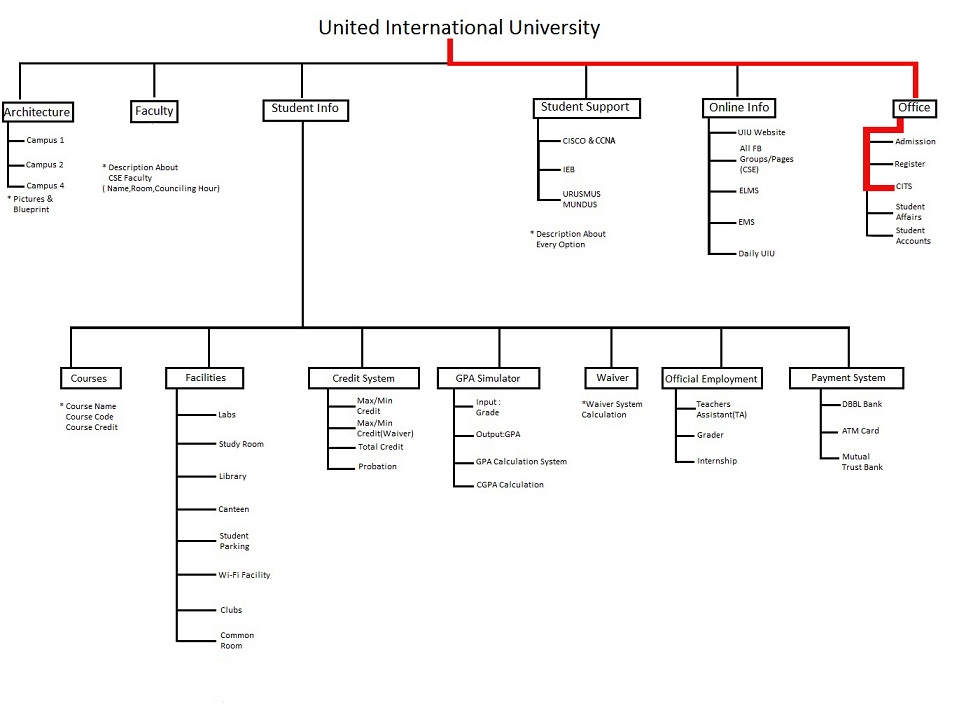 United International University
Architecture
Campus 1
Campus 2
Campus 4
* Pictures &
Blueprint
Faculty
* Description About
CSE Faculty
( Name,Room,Counciling Hour)
Student Info
Student Support
CISCO & CCNA
IEB
URUSMUS
MUNDUS
* Description About
Every Option
Online Info
UIU Website
All FB
Groups/Pages
(CSE)
ELMS
EMS
Daily UIU
Office
Admission
Register
CITS
Student
Affairs
Student
Accounts
Courses
* Course Name
Course Code
Course Credit
Facilities
Labs
Study Room
Library
Canteen
Student
Parking
Wi-Fi Facility
Clubs
Common
Room
Credit System
Max/Min
Credit
Max/Min
Credit(Waiver)
Total Credit
Probation
GPA Simulator
Input :
Grade
Output:GPA
GPA Calculation System
CGPA Calculation
Waiver
*Waiver System
Calculation
Official Employment
Teachers
Assistant(TA)
Grader
Internship
Payment System
DBBL Bank
ATM Card
Mutual
Trust Bank